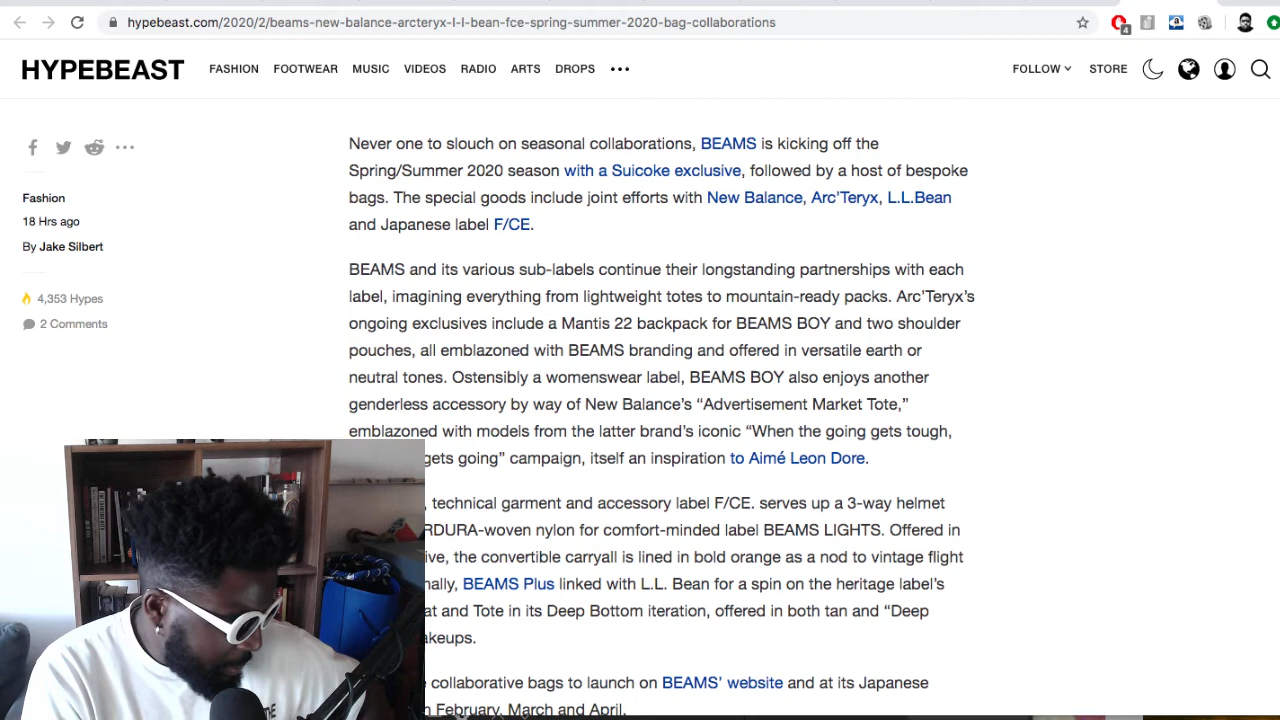 hypebeast.com/2020/2/beams-new-balance-arcteryx-l-l-bean-fce-spring-summer-2020-bag-collaborations
4
HYPEBEAST FASHION FOOTWEAR MUSIC VIDEOS RADIO ARTS DROPS ••• FOLLOW STORE
Fashion
18 Hrs ago
By Jake Silbert
4,353 Hypes
2 Comments
Never one to slouch on seasonal collaborations, BEAMS is kicking off the
Spring/Summer 2020 season with a Suicoke exclusive, followed by a host of bespoke
bags. The special goods include joint efforts with New Balance, Arc’Teryx, L.L.Bean
and Japanese label F/CE.
BEAMS and its various sub-labels continue their longstanding partnerships with each
label, imagining everything from lightweight totes to mountain-ready packs. Arc’Teryx’s
ongoing exclusives include a Mantis 22 backpack for BEAMS BOY and two shoulder
pouches, all emblazoned with BEAMS branding and offered in versatile earth or
neutral tones. Ostensibly a womenswear label, BEAMS BOY also enjoys another
genderless accessory by way of New Balance’s “Advertisement Market Tote,”
emblazoned with models from the latter brand’s iconic “When the going gets tough,
gets going” campaign, itself an inspiration to Aimé Leon Dore.
, technical garment and accessory label F/CE. serves up a 3-way helmet
RDURA-woven nylon for comfort-minded label BEAMS LIGHTS. Offered in
ive, the convertible carryall is lined in bold orange as a nod to vintage flight
nally, BEAMS Plus linked with L.L. Bean for a spin on the heritage label’s
at and Tote in its Deep Bottom iteration, offered in both tan and “Deep
akeups.
collaborative bags to launch on BEAMS’ website and at its Japanese
n February, March and April.